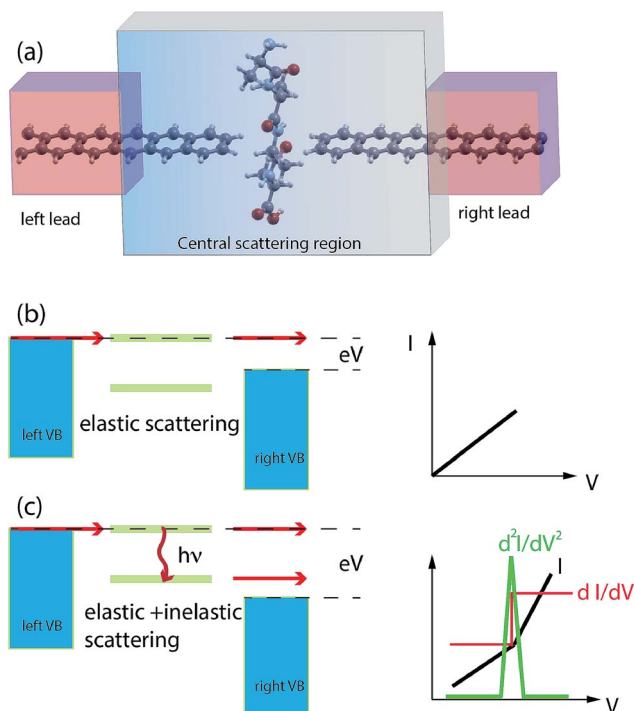 (a)
left lead
Central scattering region
right lead
(b)
left VB
elastic scattering
right VB
eV
I
V
(c)
left VB
hν
elastic +inelastic
scattering
right VB
eV
d²I/dV²
I
d I/dV
V